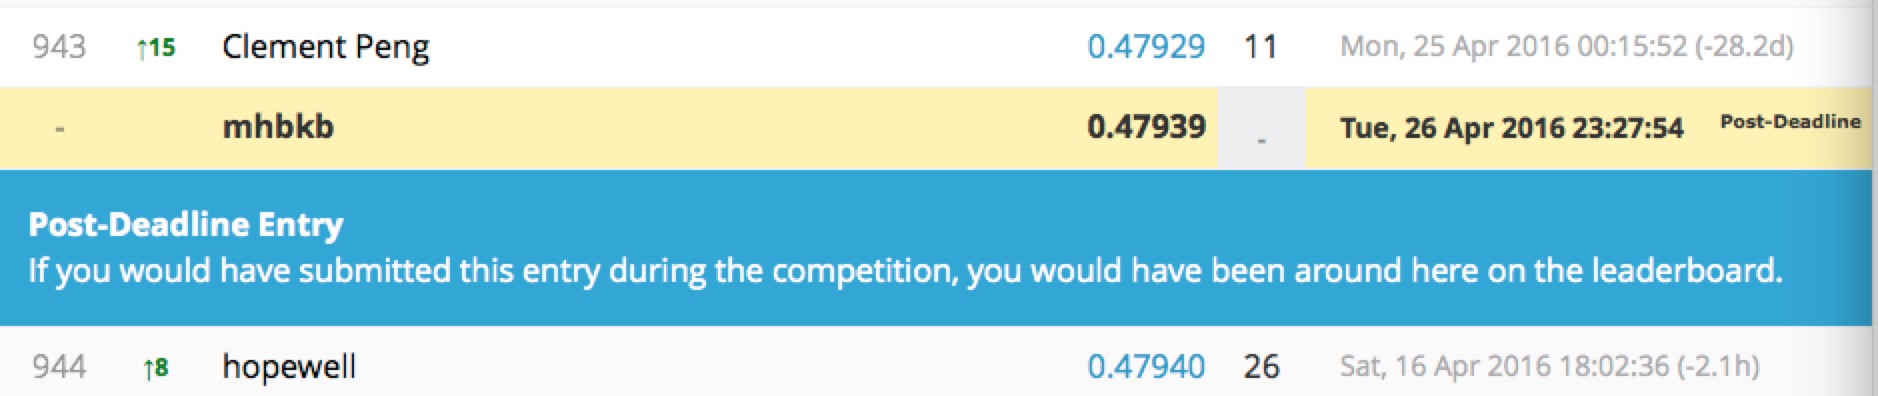 943 ↑15 Clement Peng 0.47929 11 Mon, 25 Apr 2016 00:15:52 (-28.2d)
- mhbkb 0.47939 - Tue, 26 Apr 2016 23:27:54 Post-Deadline
Post-Deadline Entry
If you would have submitted this entry during the competition, you would have been around here on the leaderboard.
944 ↑8 hopewell 0.47940 26 Sat, 16 Apr 2016 18:02:36 (-2.1h)